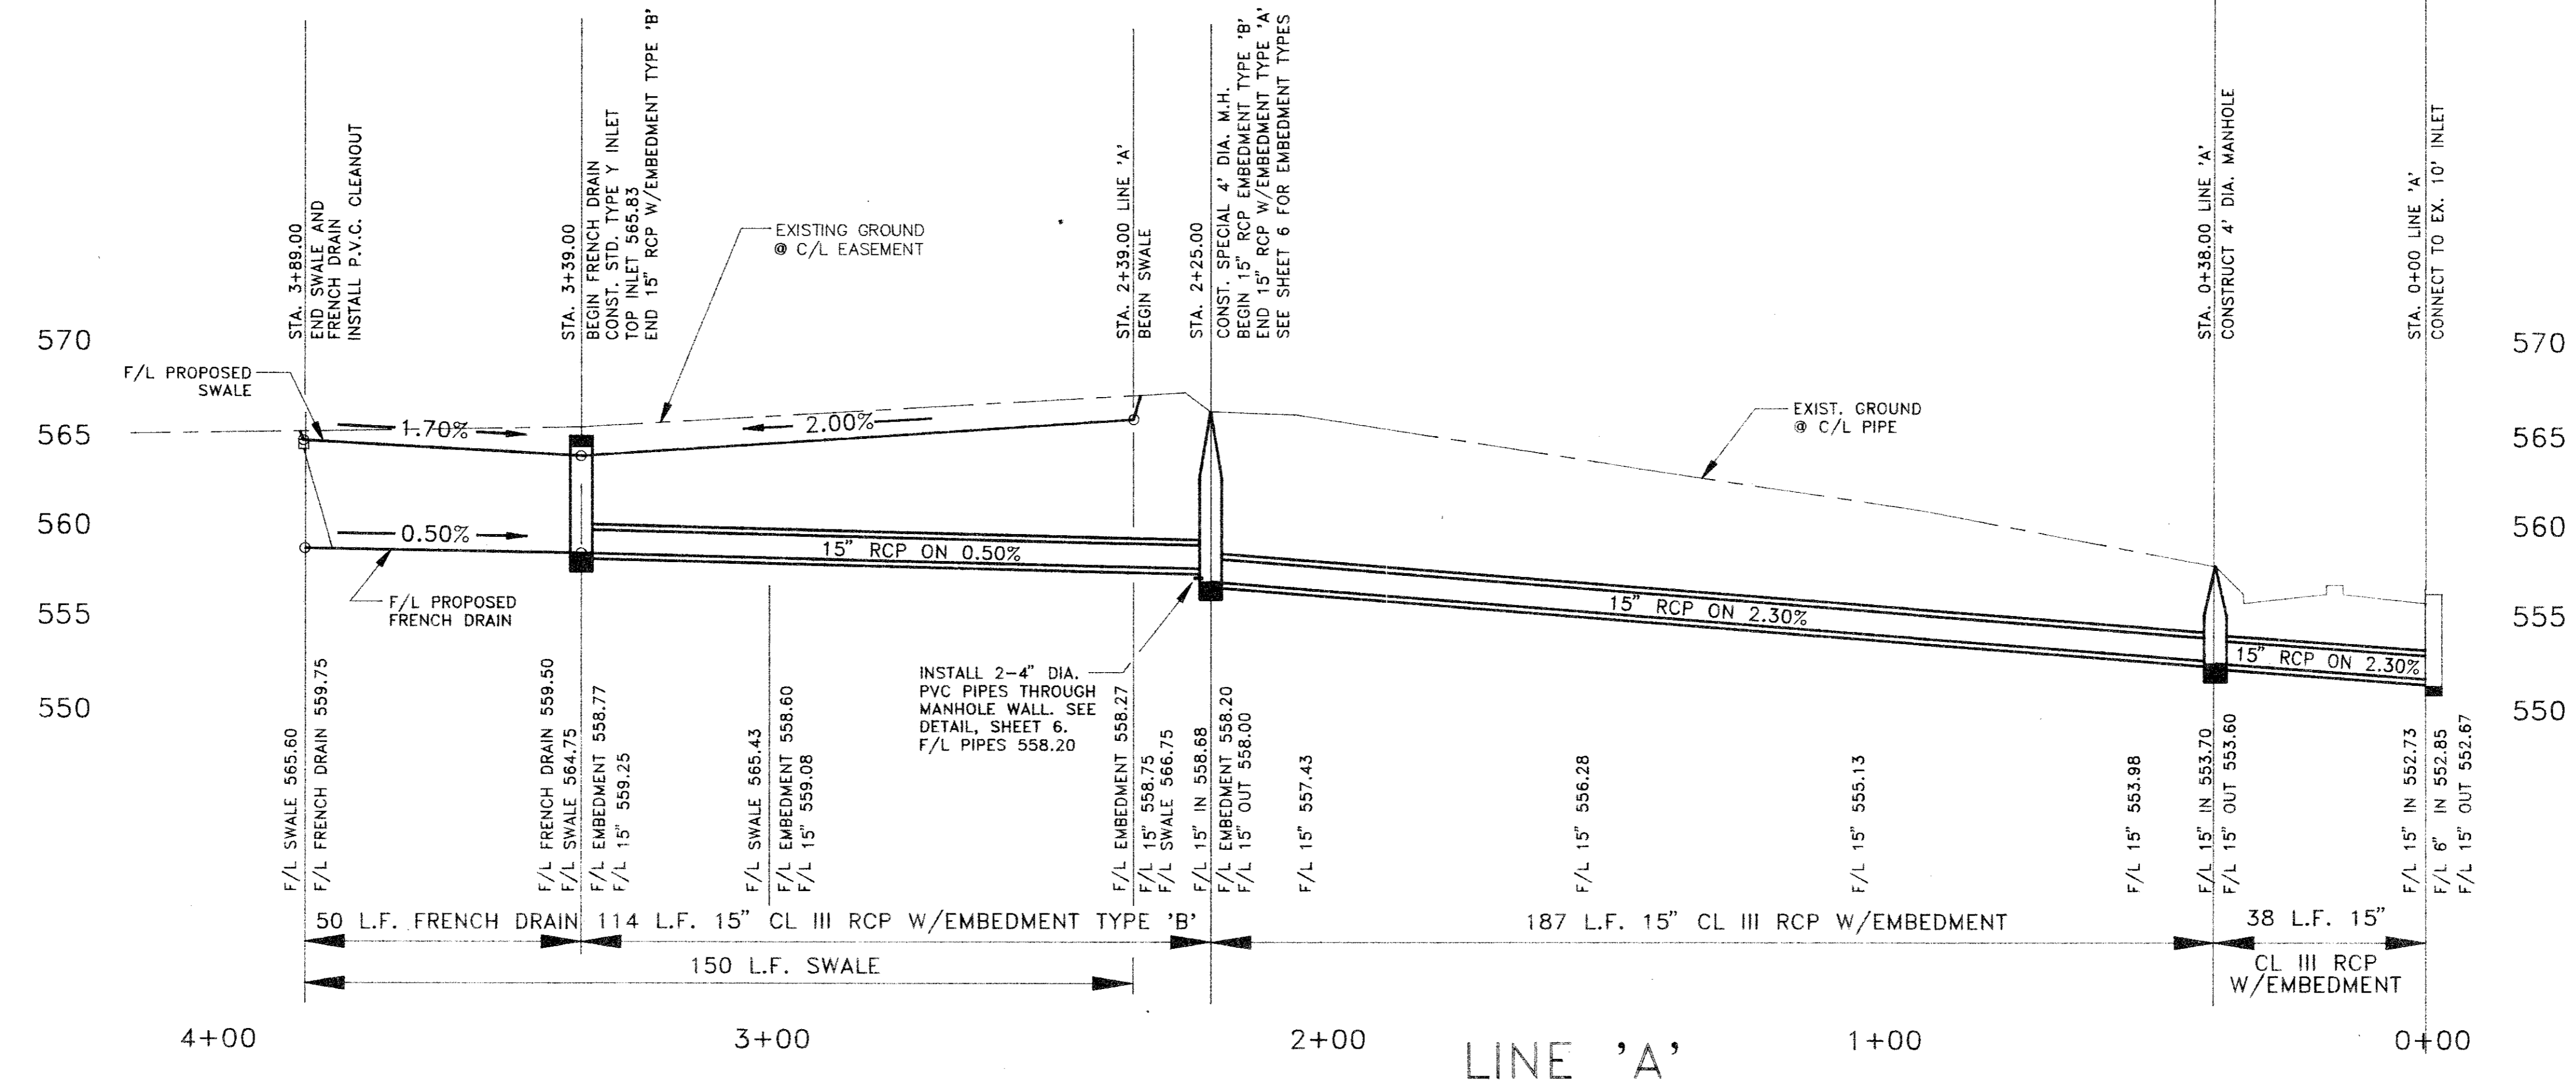 STA. 3+89.00
END SWALE AND
FRENCH DRAIN
INSTALL P.V.C. CLEANOUT
STA. 3+39.00
BEGIN FRENCH DRAIN
CONST. STD. TYPE Y INLET
TOP INLET 565.83
END 15" RCP W/EMBEDMENT TYPE 'B'
STA. 2+39.00 LINE 'A'
BEGIN SWALE
STA. 2+25.00
CONST. SPECIAL 4' DIA. M.H.
BEGIN 15" RCP EMBEDMENT TYPE 'B'
END 15" RCP W/EMBEDMENT TYPE 'A'
SEE SHEET 6 FOR EMBEDMENT TYPES
STA. 0+38.00 LINE 'A'
CONSTRUCT 4' DIA. MANHOLE
STA. 0+00 LINE 'A'
CONNECT TO EX. 10' INLET
EXISTING GROUND
@ C/L EASEMENT
570
570
F/L PROPOSED
SWALE
EXIST. GROUND
@ C/L PIPE
565
1.70%
2.00%
565
560
0.50%
15" RCP ON 0.50%
560
555
F/L PROPOSED
FRENCH DRAIN
15" RCP ON 2.30%
555
15" RCP ON 2.30%
550
INSTALL 2-4" DIA.
PVC PIPES THROUGH
MANHOLE WALL. SEE
DETAIL, SHEET 6.
F/L PIPES 558.20
550
F/L SWALE 565.60
F/L FRENCH DRAIN 559.75
F/L FRENCH DRAIN 559.50
F/L SWALE 564.75
F/L EMBEDMENT 558.77
F/L 15" 559.25
F/L SWALE 565.43
F/L EMBEDMENT 558.60
F/L 15" 559.08
F/L EMBEDMENT 558.27
F/L 15" 558.75
F/L SWALE 566.75
F/L 15" IN 558.68
F/L EMBEDMENT 558.20
F/L 15" OUT 558.00
F/L 15" 557.43
F/L 15" 556.28
F/L 15" 555.13
F/L 15" 553.98
F/L 15" IN 553.70
F/L 15" OUT 553.60
F/L 15" IN 552.73
F/L 6" IN 552.85
F/L 15" OUT 552.67
50 L.F. FRENCH DRAIN
114 L.F. 15" CL III RCP W/EMBEDMENT TYPE 'B'
187 L.F. 15" CL III RCP W/EMBEDMENT
38 L.F. 15"
CL III RCP
W/EMBEDMENT
150 L.F. SWALE
4+00
3+00
2+00
1+00
0+00
LINE 'A'